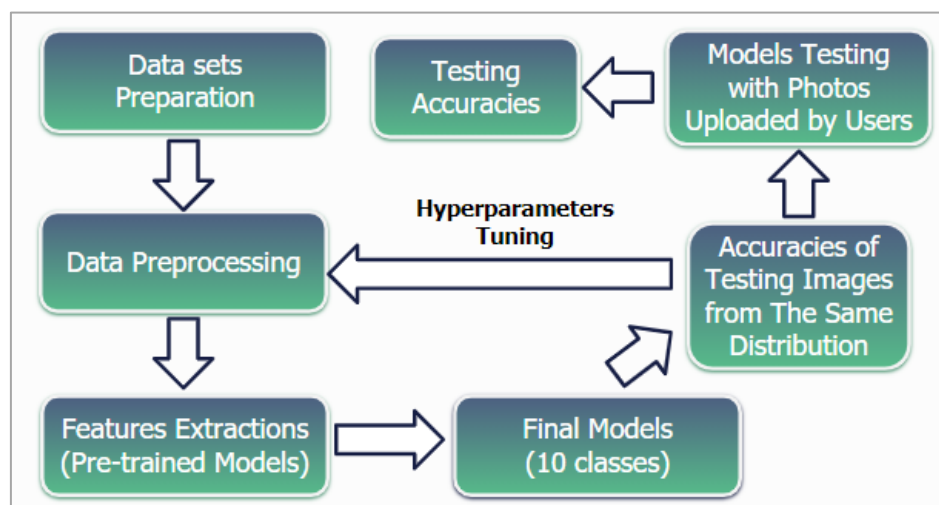 Data sets
Preparation
Testing
Accuracies
Models Testing
with Photos
Uploaded by Users
Hyperparameters
Tuning
Data Preprocessing
Accuracies of
Testing Images
from The Same
Distribution
Features Extractions
(Pre-trained Models)
Final Models
(10 classes)